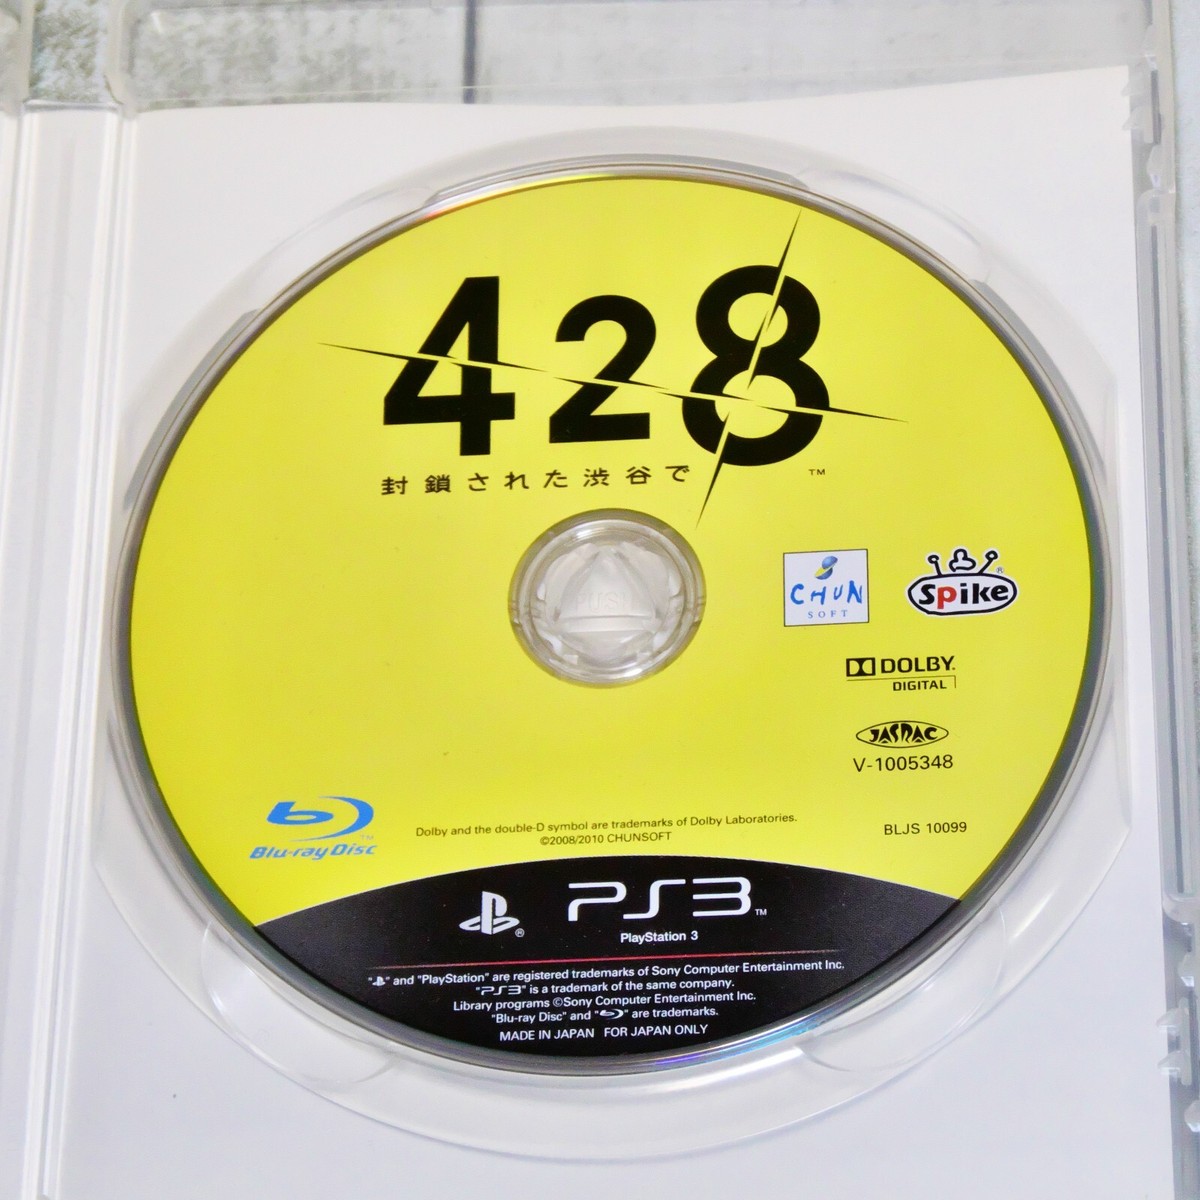 428
封鎖された渋谷で
TM
PUSH
CHUN
SOFT
Spike®
DOLBY
DIGITAL
JASRAC
V-1005348
Blu-ray Disc TM
Dolby and the double-D symbol are trademarks of Dolby Laboratories.
©2008/2010 CHUNSOFT
BLJS 10099
PS3 TM
PlayStation 3
" " and "PlayStation" are registered trademarks of Sony Computer Entertainment Inc.
"PS3" is a trademark of the same company.
Library programs ©Sony Computer Entertainment Inc.
"Blu-ray Disc" and " " are trademarks.
MADE IN JAPAN FOR JAPAN ONLY